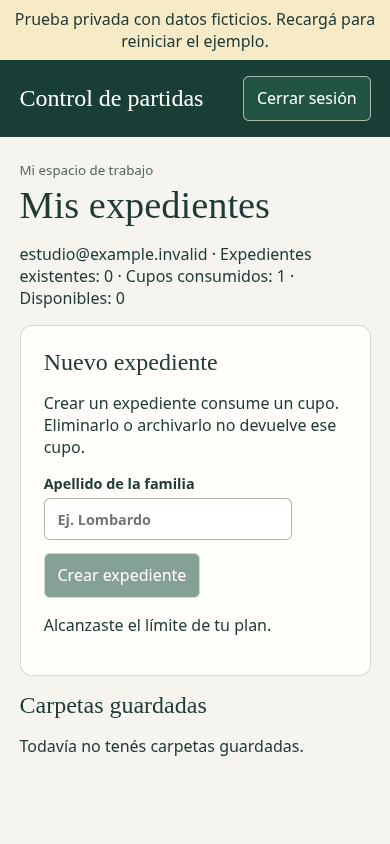 Prueba privada con datos ficticios. Recargá para
reiniciar el ejemplo.
Control de partidas
Cerrar sesión
Mi espacio de trabajo
Mis expedientes
estudio@example.invalid · Expedientes
existentes: 0 · Cupos consumidos: 1 ·
Disponibles: 0
Nuevo expediente
Crear un expediente consume un cupo.
Eliminarlo o archivarlo no devuelve ese
cupo.
Apellido de la familia
Ej. Lombardo
Crear expediente
Alcanzaste el límite de tu plan.
Carpetas guardadas
Todavía no tenés carpetas guardadas.